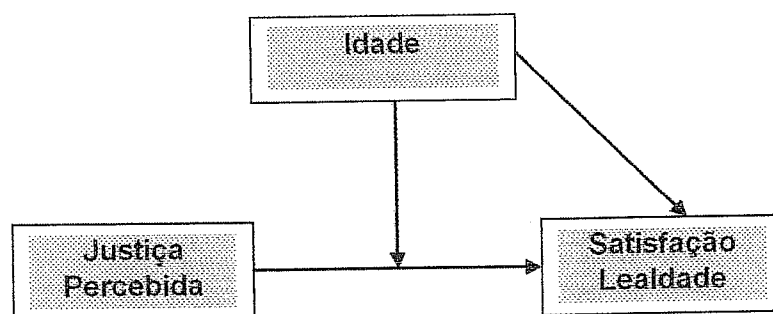 Idade
Justiça
Percebida
Satisfação
Lealdade